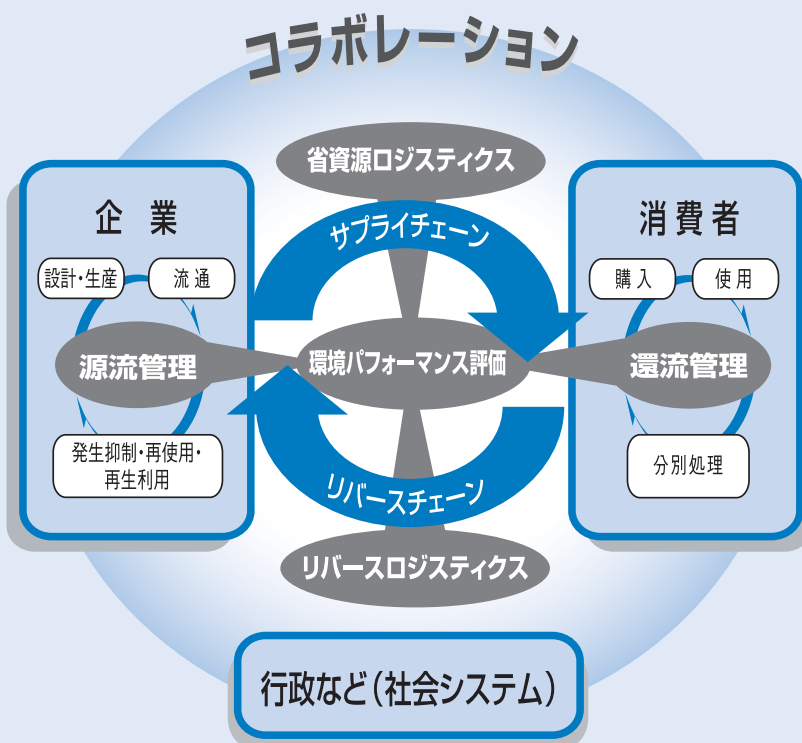 コラボレーション
省資源ロジスティクス
サプライチェーン
企業
設計・生産
流通
源流管理
発生抑制・再使用・
再生利用
環境パフォーマンス評価
消費者
購入
使用
還流管理
分別処理
リバースチェーン
リバースロジスティクス
行政など(社会システム)